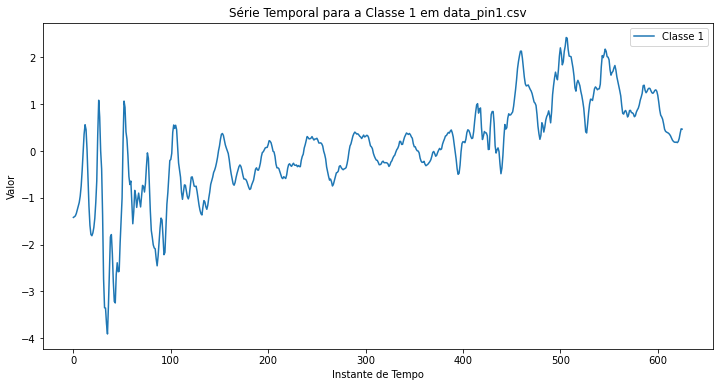 Série Temporal para a Classe 1 em data_pin1.csv
Classe 1
Valor
2
1
0
−1
−2
−3
−4
0 100 200 300 400 500 600
Instante de Tempo